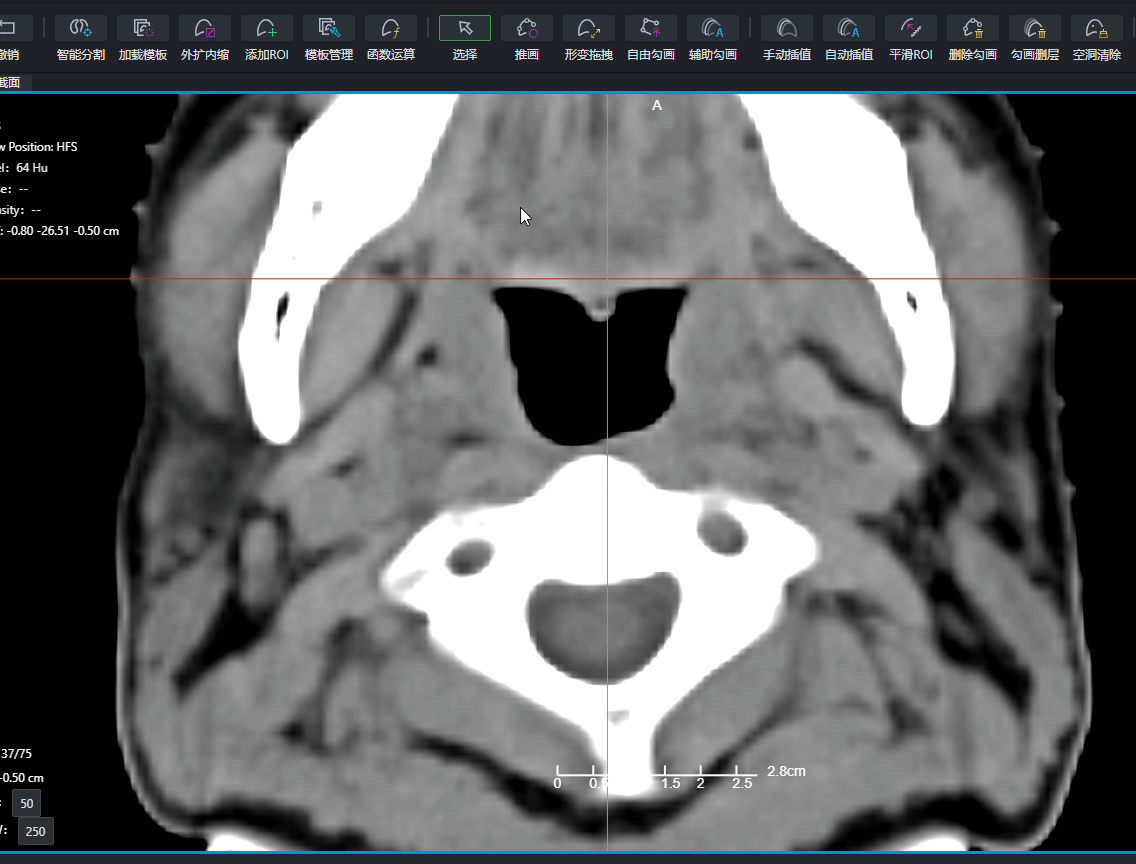 撤销 智能分割 加载模板 外扩内缩 添加ROI 模板管理 函数运算 选择 推画 形变拖拽 自由勾画 辅助勾画 手动插值 自动插值 平滑ROI 删除勾画 勾画删层 空洞清除
截面
A
w Position: HFS
el: 64 Hu
se: --
nsity: --
: -0.80 -26.51 -0.50 cm
2.8cm
0 0.5 1.5 2 2.5
37/75
-0.50 cm
: 50
: 250